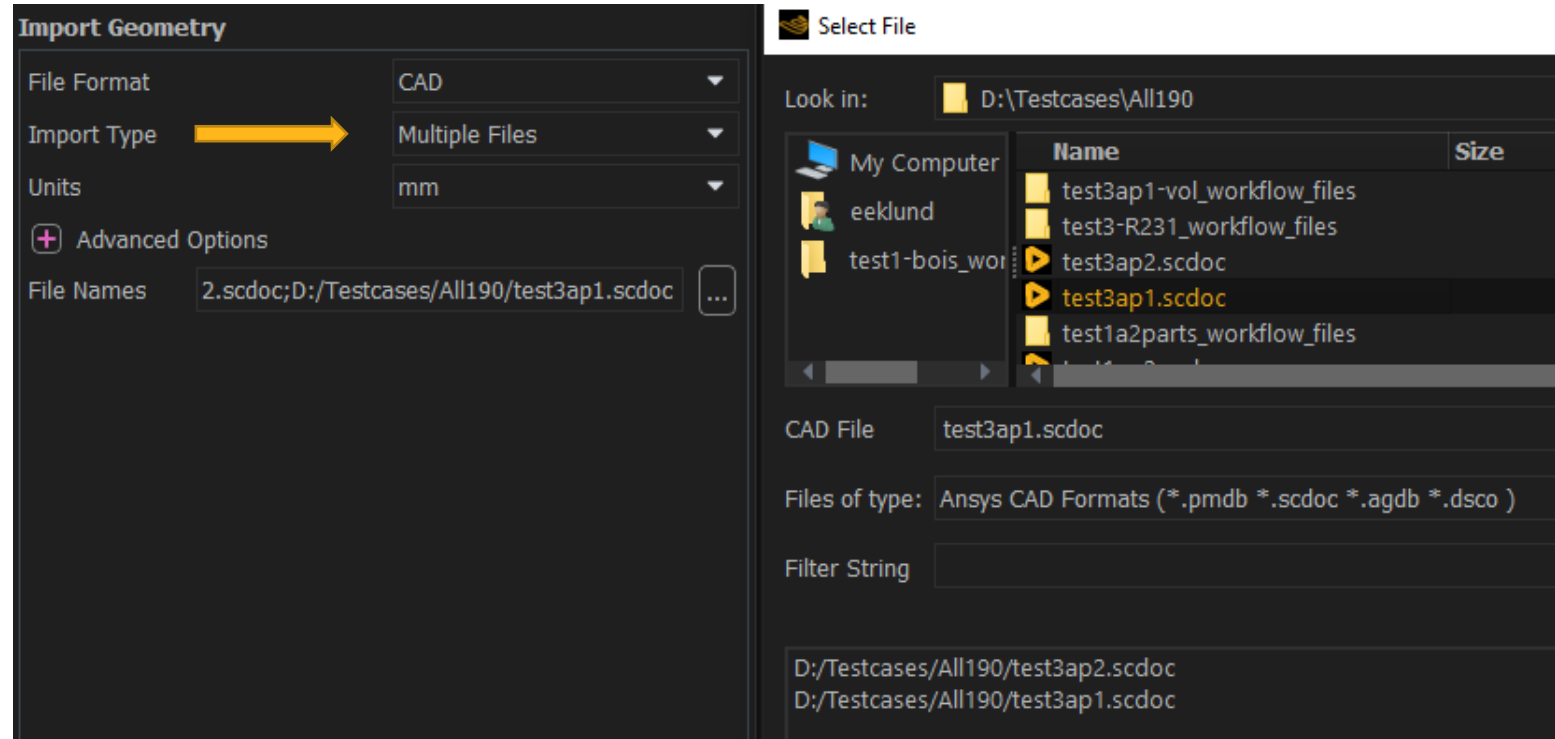 Import Geometry
File Format CAD
Import Type Multiple Files
Units mm
Advanced Options
File Names 2.scdoc;D:/Testcases/All190/test3ap1.scdoc ...
Select File
Look in: D:\Testcases\All190
My Computer
eeklund
test1-bois_wor
Name Size
test3ap1-vol_workflow_files
test3-R231_workflow_files
test3ap2.scdoc
test3ap1.scdoc
test1a2parts_workflow_files
CAD File test3ap1.scdoc
Files of type: Ansys CAD Formats (*.pmdb *.scdoc *.agdb *.dsco )
Filter String
D:/Testcases/All190/test3ap2.scdoc
D:/Testcases/All190/test3ap1.scdoc